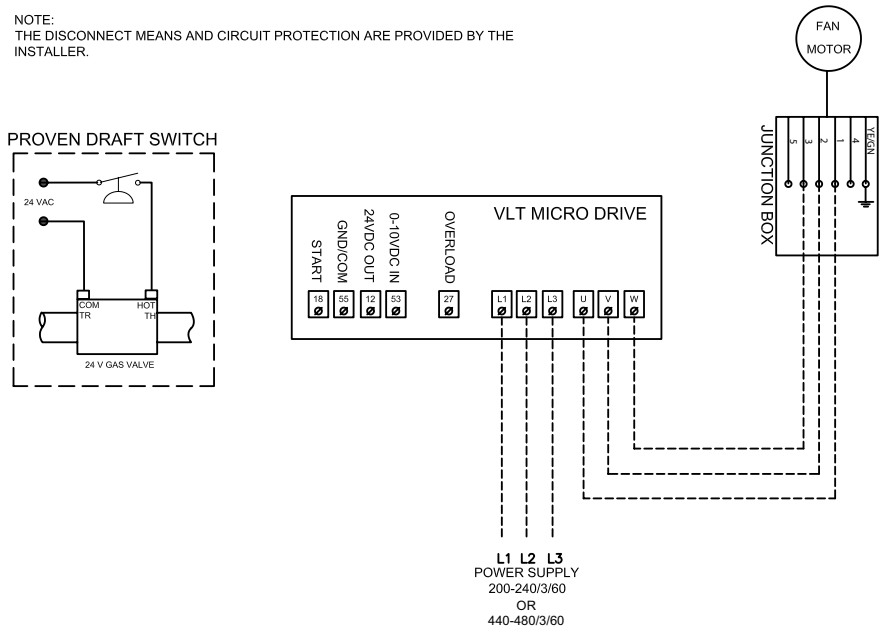 NOTE:
THE DISCONNECT MEANS AND CIRCUIT PROTECTION ARE PROVIDED BY THE
INSTALLER.
FAN
MOTOR
PROVEN DRAFT SWITCH
24 VAC
COM
TR
HOT
TH
24 V GAS VALVE
VLT MICRO DRIVE
START
GND/COM
24VDC OUT
0-10VDC IN
OVERLOAD
18
55
12
53
27
L1
L2
L3
U
V
W
JUNCTION BOX
5
3
2
1
4
YE/GN
L1 L2 L3
POWER SUPPLY
200-240/3/60
OR
440-480/3/60